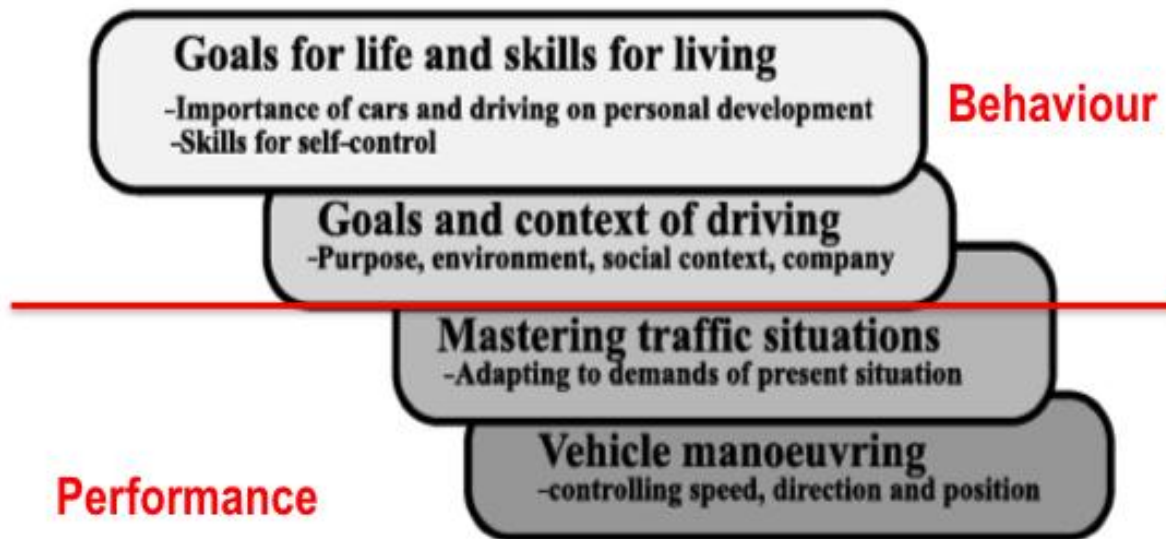 Goals for life and skills for living
-Importance of cars and driving on personal development
-Skills for self-control
Behaviour
Goals and context of driving
-Purpose, environment, social context, company
Mastering traffic situations
-Adapting to demands of present situation
Vehicle manoeuvring
-controlling speed, direction and position
Performance